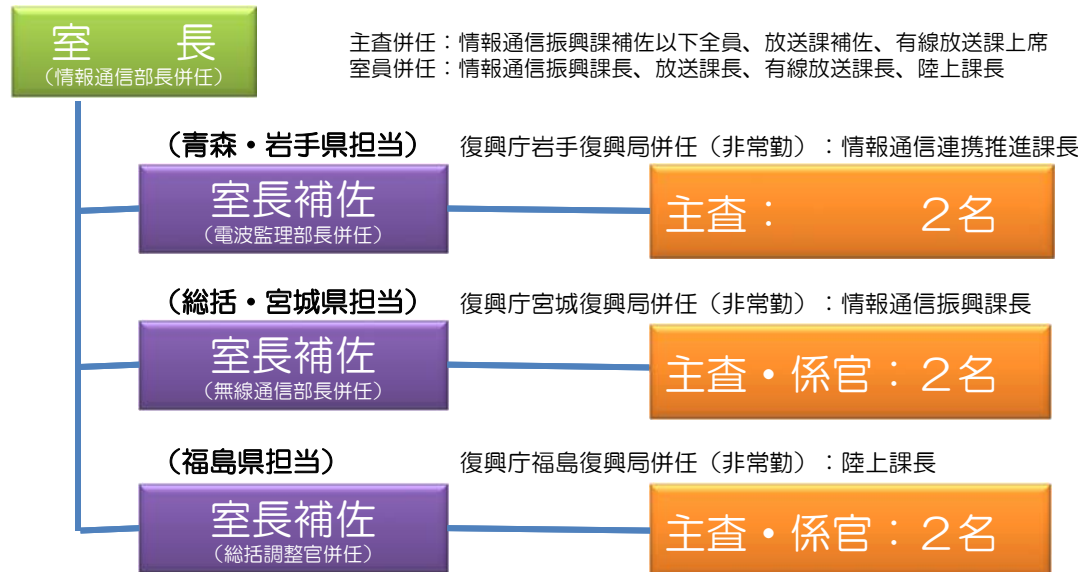 室　　長
（情報通信部長併任）
主査併任：情報通信振興課補佐以下全員、放送課補佐、有線放送課上席
室員併任：情報通信振興課長、放送課長、有線放送課長、陸上課長
（青森・岩手県担当）
復興庁岩手復興局併任（非常勤）：情報通信連携推進課長
室長補佐
（電波監理部長併任）
主査：　　　　２名
（総括・宮城県担当）
復興庁宮城復興局併任（非常勤）：情報通信振興課長
室長補佐
（無線通信部長併任）
主査・係官：２名
（福島県担当）
復興庁福島復興局併任（非常勤）：陸上課長
室長補佐
（総括調整官併任）
主査・係官：２名